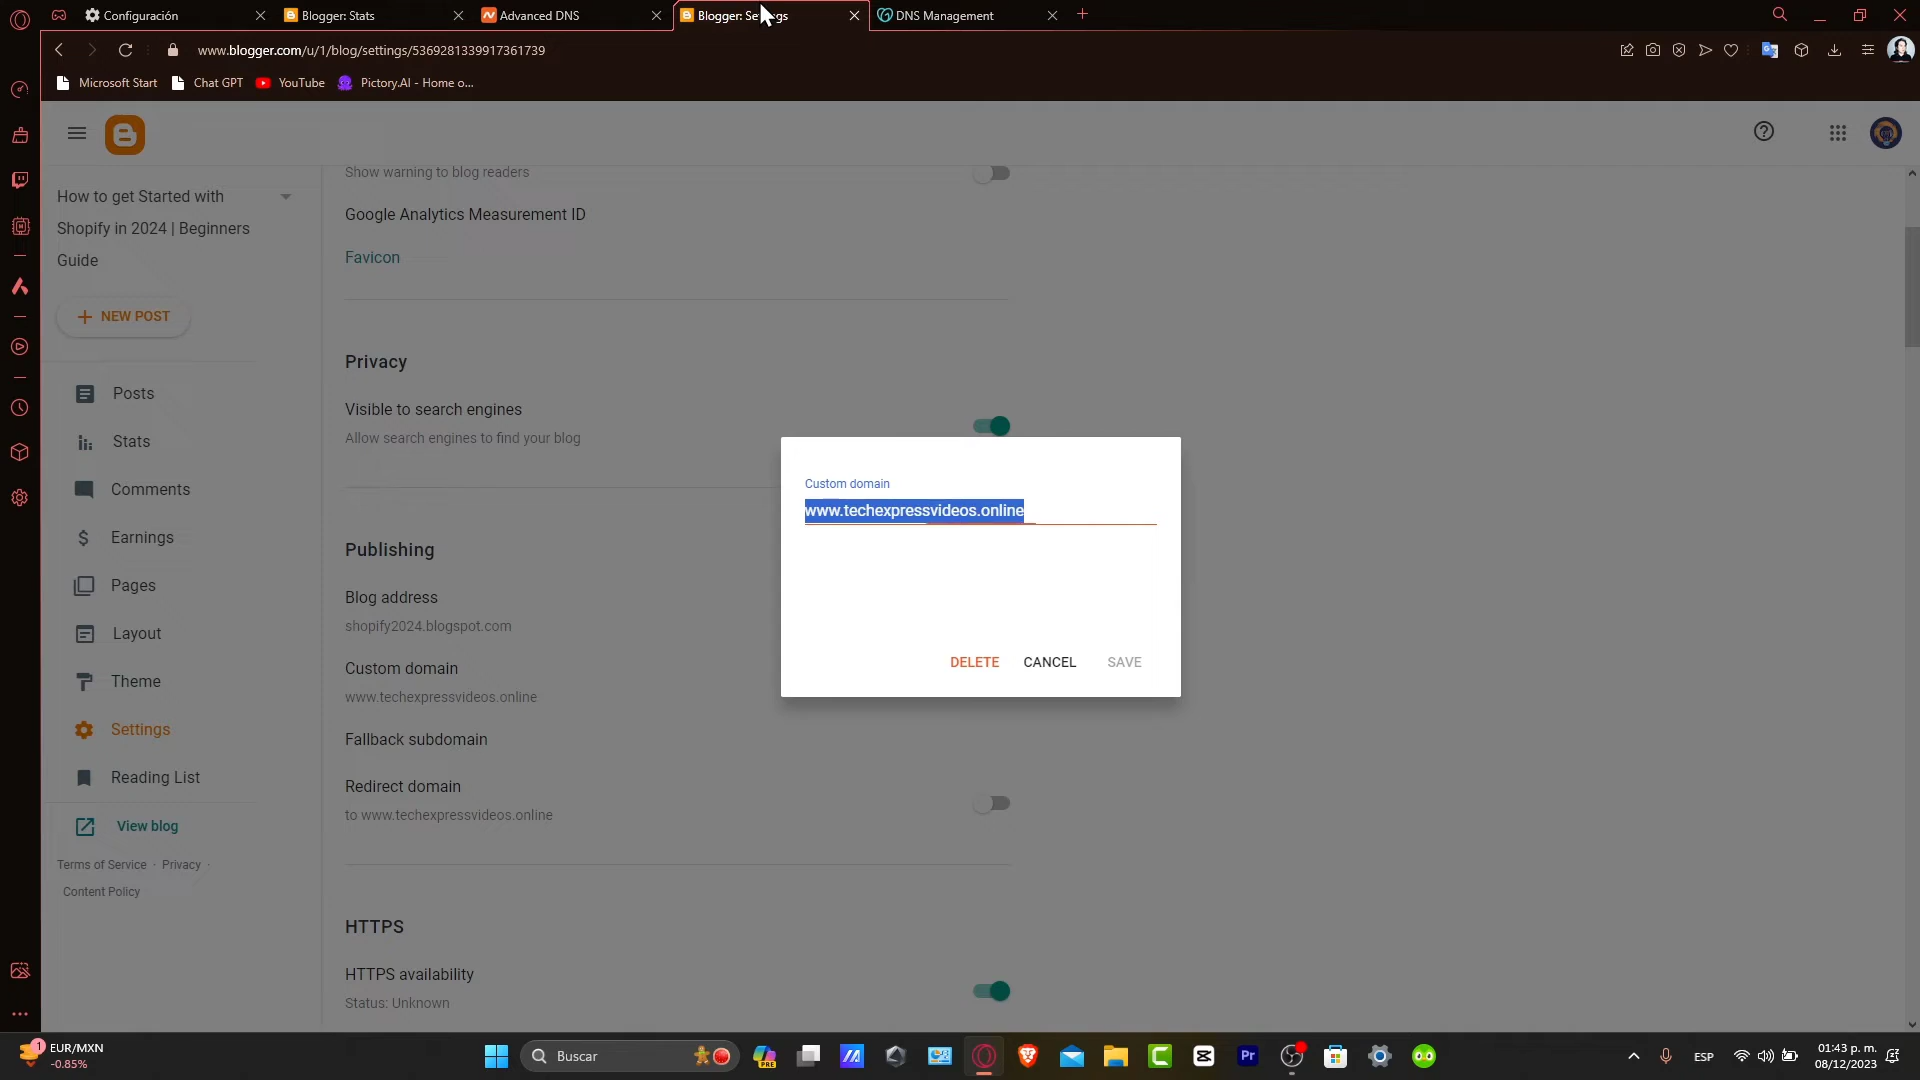 Configuración
Blogger: Stats
Advanced DNS
Blogger: Se gs
DNS Management
www.blogger.com/u/1/blog/settings/5369281339917361739
Microsoft Start
Chat GPT
YouTube
Pictory.AI - Home o...
How to get Started with
Shopify in 2024 | Beginners
Guide
NEW POST
Posts
Stats
Comments
Earnings
Pages
Layout
Theme
Settings
Reading List
View blog
Terms of Service · Privacy ·
Content Policy
Show warning to blog readers
Google Analytics Measurement ID
Favicon
Privacy
Visible to search engines
Allow search engines to find your blog
Publishing
Blog address
shopify2024.blogspot.com
Custom domain
www.techexpressvideos.online
Fallback subdomain
Redirect domain
to www.techexpressvideos.online
HTTPS
HTTPS availability
Status: Unknown
Custom domain
www.techexpressvideos.online
DELETE
CANCEL
SAVE
1
EUR/MXN
-0.85%
Buscar
PRE
Pr
ESP
01:43 p. m.
08/12/2023